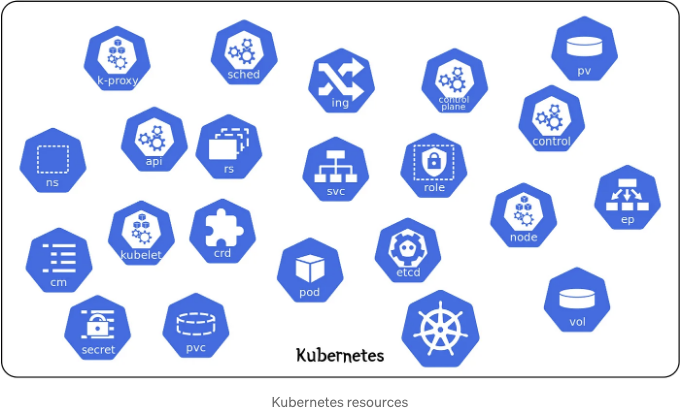 k-proxy
sched
ing
control
plane
pv
control
api
rs
ns
svc
role
ep
node
kubelet
crd
etcd
cm
pod
vol
secret
pvc
Kubernetes
Kubernetes resources